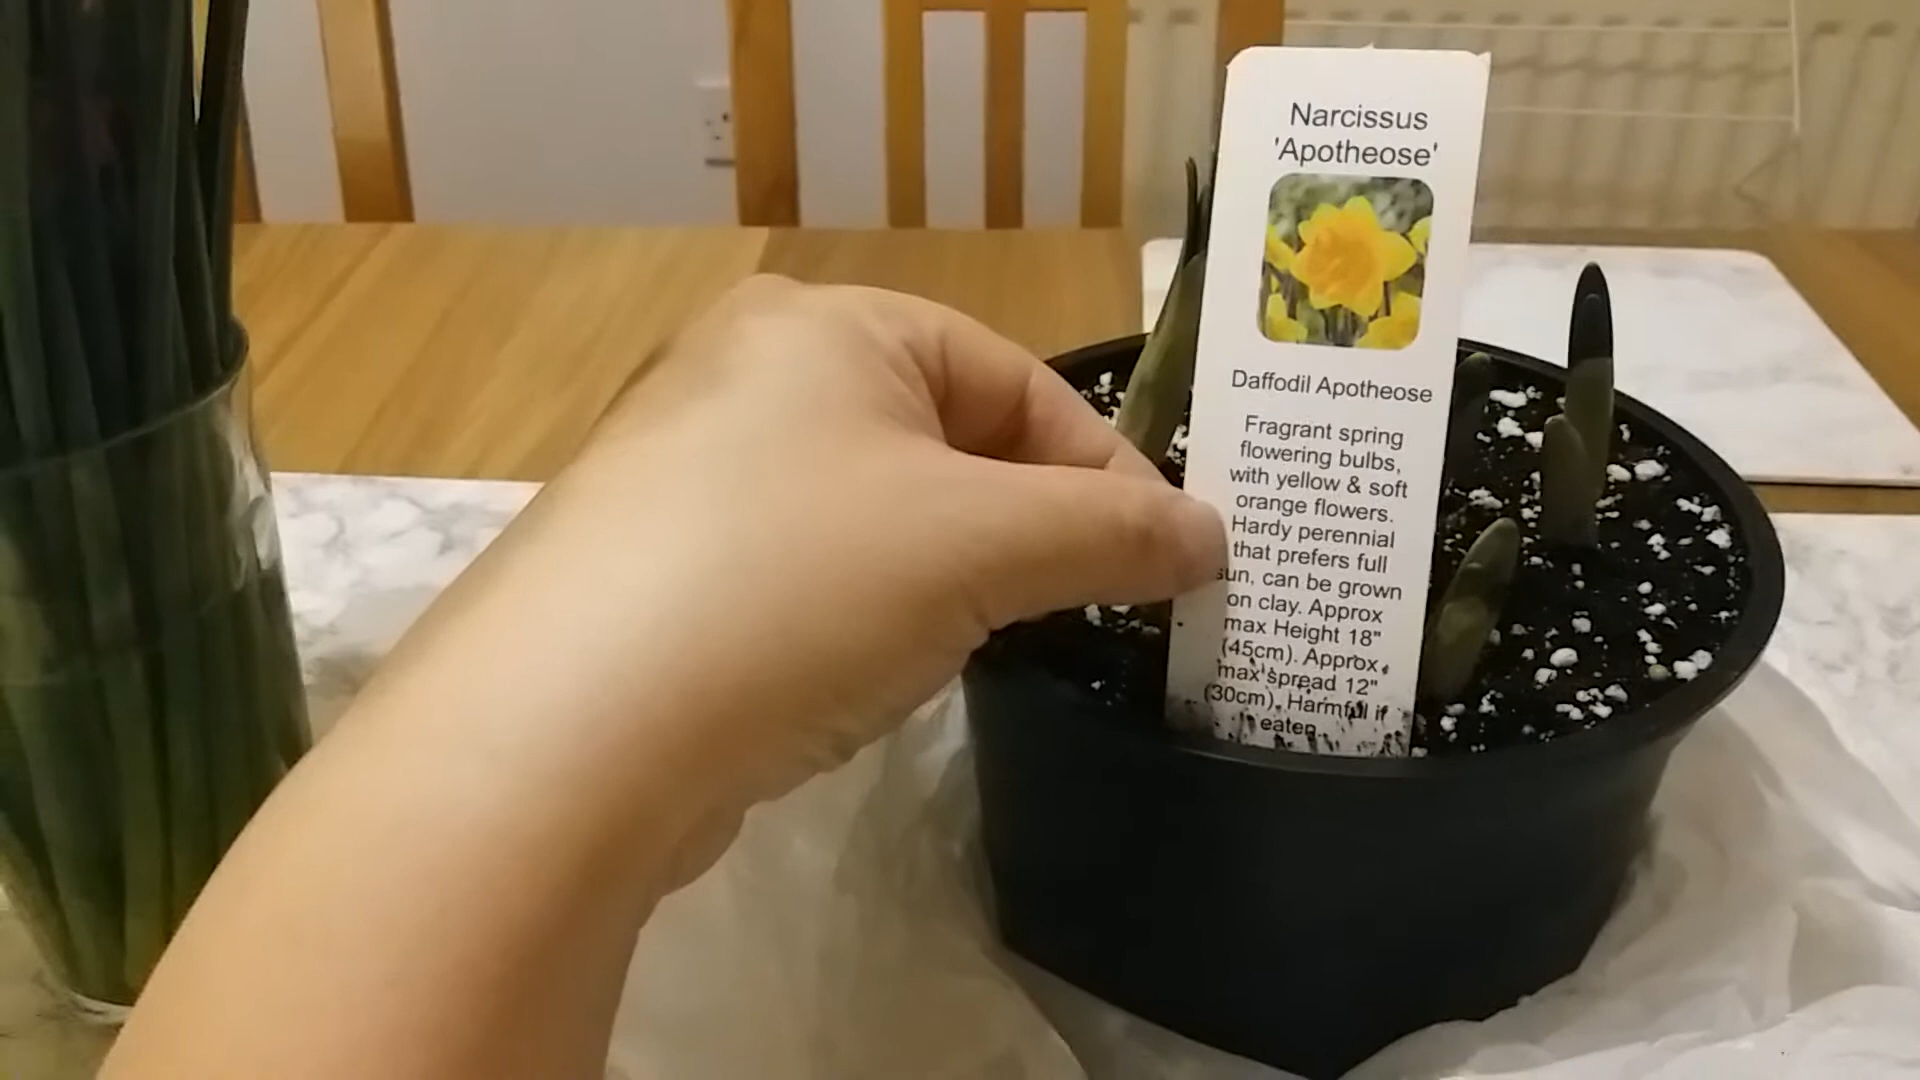 Narcissus
'Apotheose'
Daffodil Apotheose
Fragrant spring
flowering bulbs,
with yellow & soft
orange flowers.
Hardy perennial
that prefers full
sun, can be grown
on clay. Approx
max Height 18"
(45cm). Approx
max spread 12"
(30cm). Harmful if
eaten.